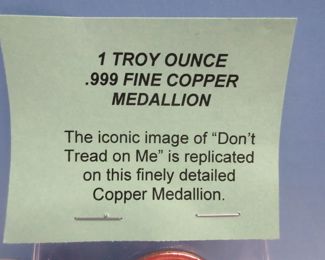 1 TROY OUNCE
.999 FINE COPPER
MEDALLION
The iconic image of “Don’t
Tread on Me” is replicated
on this finely detailed
Copper Medallion.